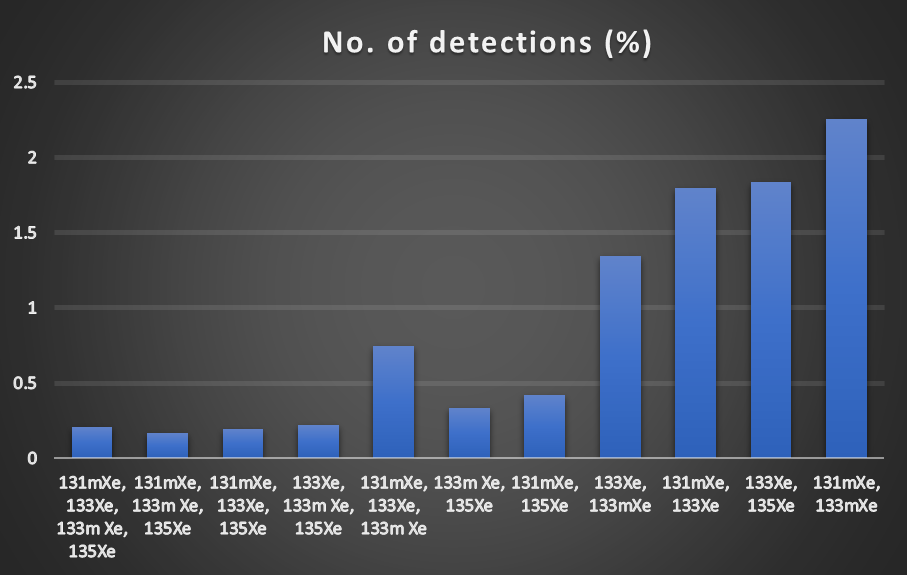 No. of detections (%)
2.5
2
1.5
1
0.5
0
131mXe,
133Xe,
133m Xe,
135Xe
131mXe,
133m Xe,
135Xe
131mXe,
133Xe,
135Xe
133Xe,
133m Xe,
135Xe
131mXe,
133Xe,
133m Xe
133m Xe,
135Xe
131mXe,
135Xe
133Xe,
133mXe
131mXe,
133Xe
133Xe,
135Xe
131mXe,
133mXe